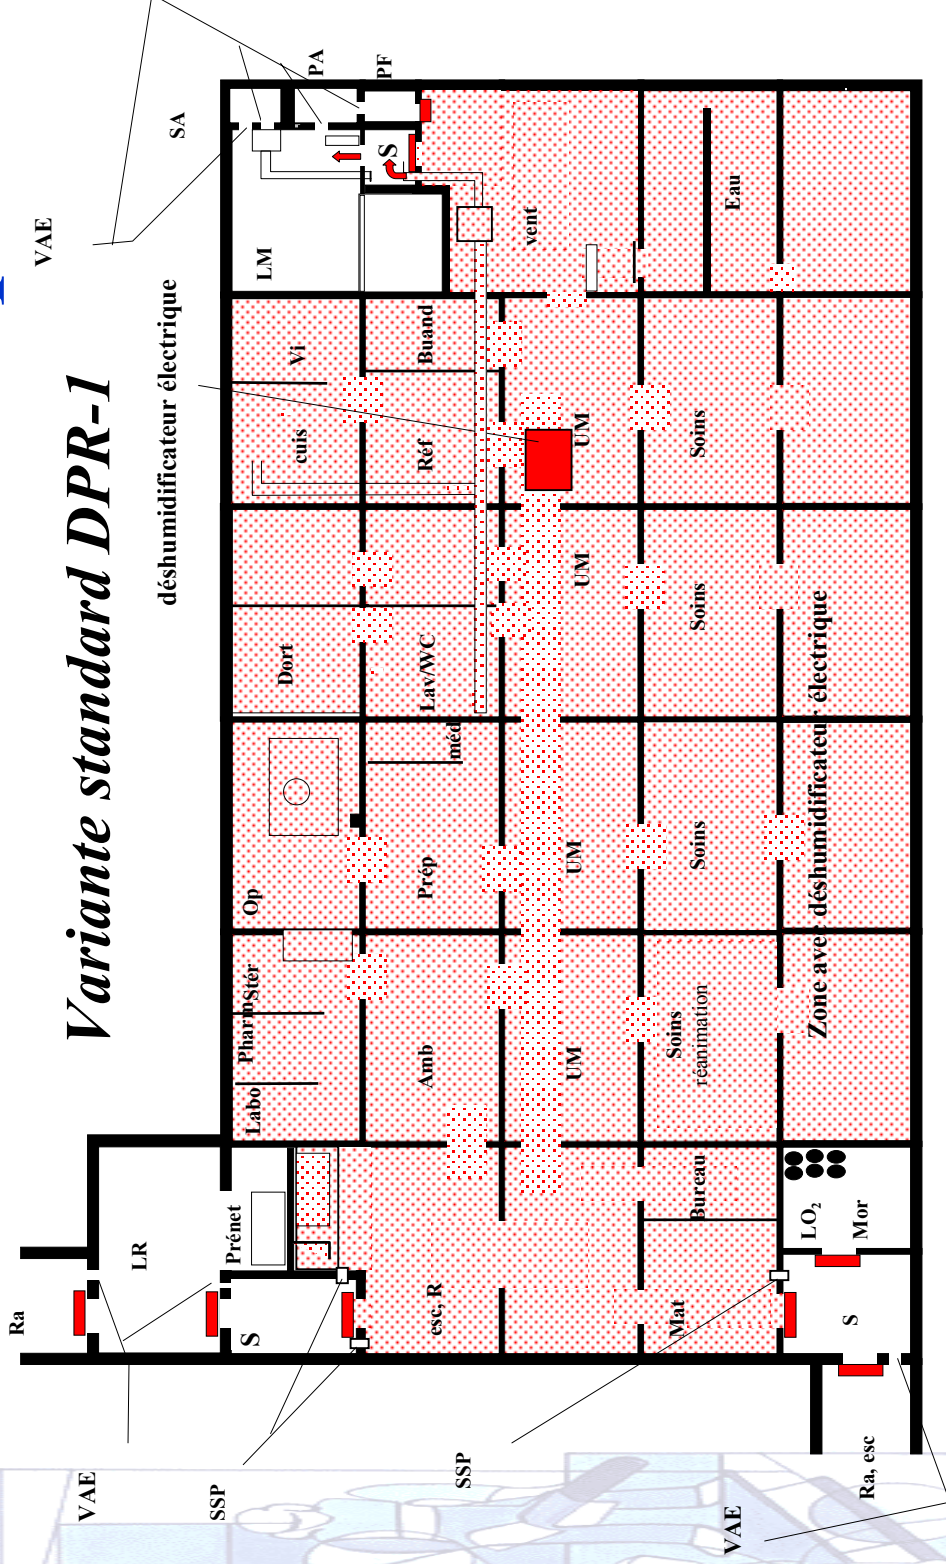 Variante standard DPR-1
déshumidificateur électrique
VAE
SA
PA
PF
LM
S
vent
Eau
Vi
cuis
Buand
Réf
UM
Soins
Dort
Lav/WC
UM
Soins
Op
méd
Prép
UM
Soins
Zone avec déshumidificateur électrique
Stér
Pharm
Labo
Amb
UM
Soins
réanimation
Ra
LR
Prénet
S
esc, R
Bureau
Mat
LO2
Mor
S
Ra, esc
VAE
SSP
SSP
VAE